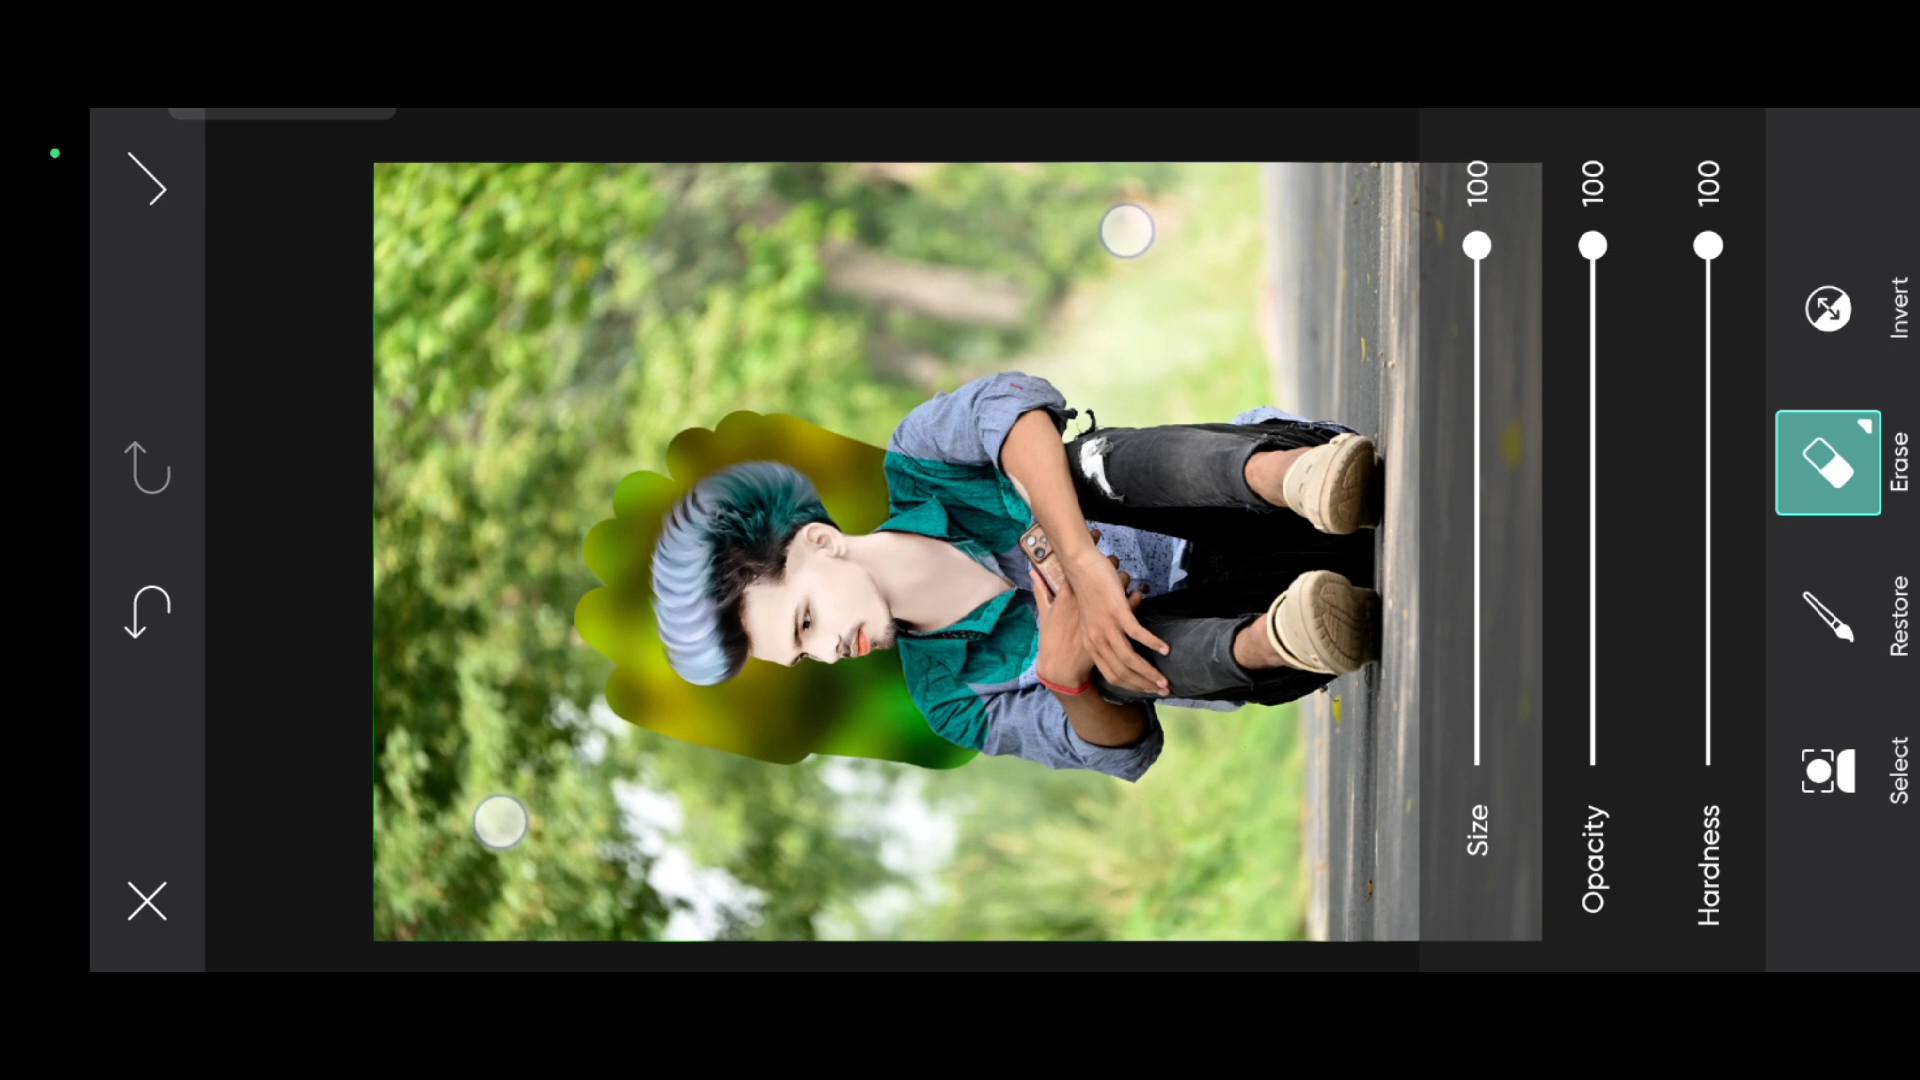 Size 100
Opacity 100
Hardness 100
Select
Restore
Erase
Invert